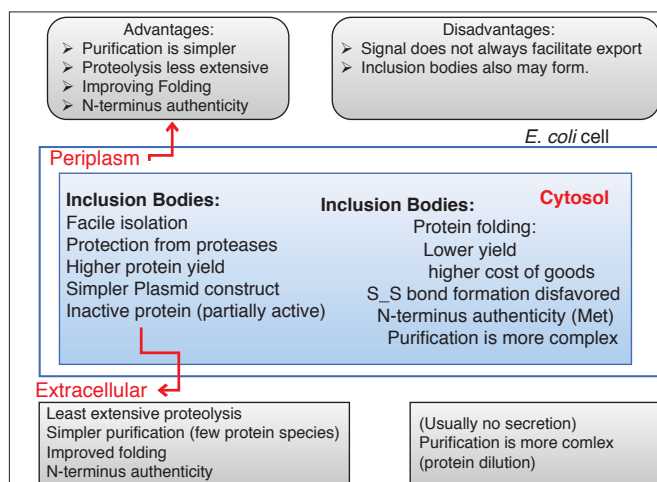 Advantages:
➢ Purification is simpler
➢ Proteolysis less extensive
➢ Improving Folding
➢ N-terminus authenticity
Disadvantages:
➢ Signal does not always facilitate export
➢ Inclusion bodies also may form.
E. coli cell
Periplasm
Inclusion Bodies:
Facile isolation
Protection from proteases
Higher protein yield
Simpler Plasmid construct
Inactive protein (partially active)
Cytosol
Inclusion Bodies:
Protein folding:
Lower yield
higher cost of goods
S_S bond formation disfavored
N-terminus authenticity (Met)
Purification is more complex
Extracellular
Least extensive proteolysis
Simpler purification (few protein species)
Improved folding
N-terminus authenticity
(Usually no secretion)
Purification is more comlex
(protein dilution)